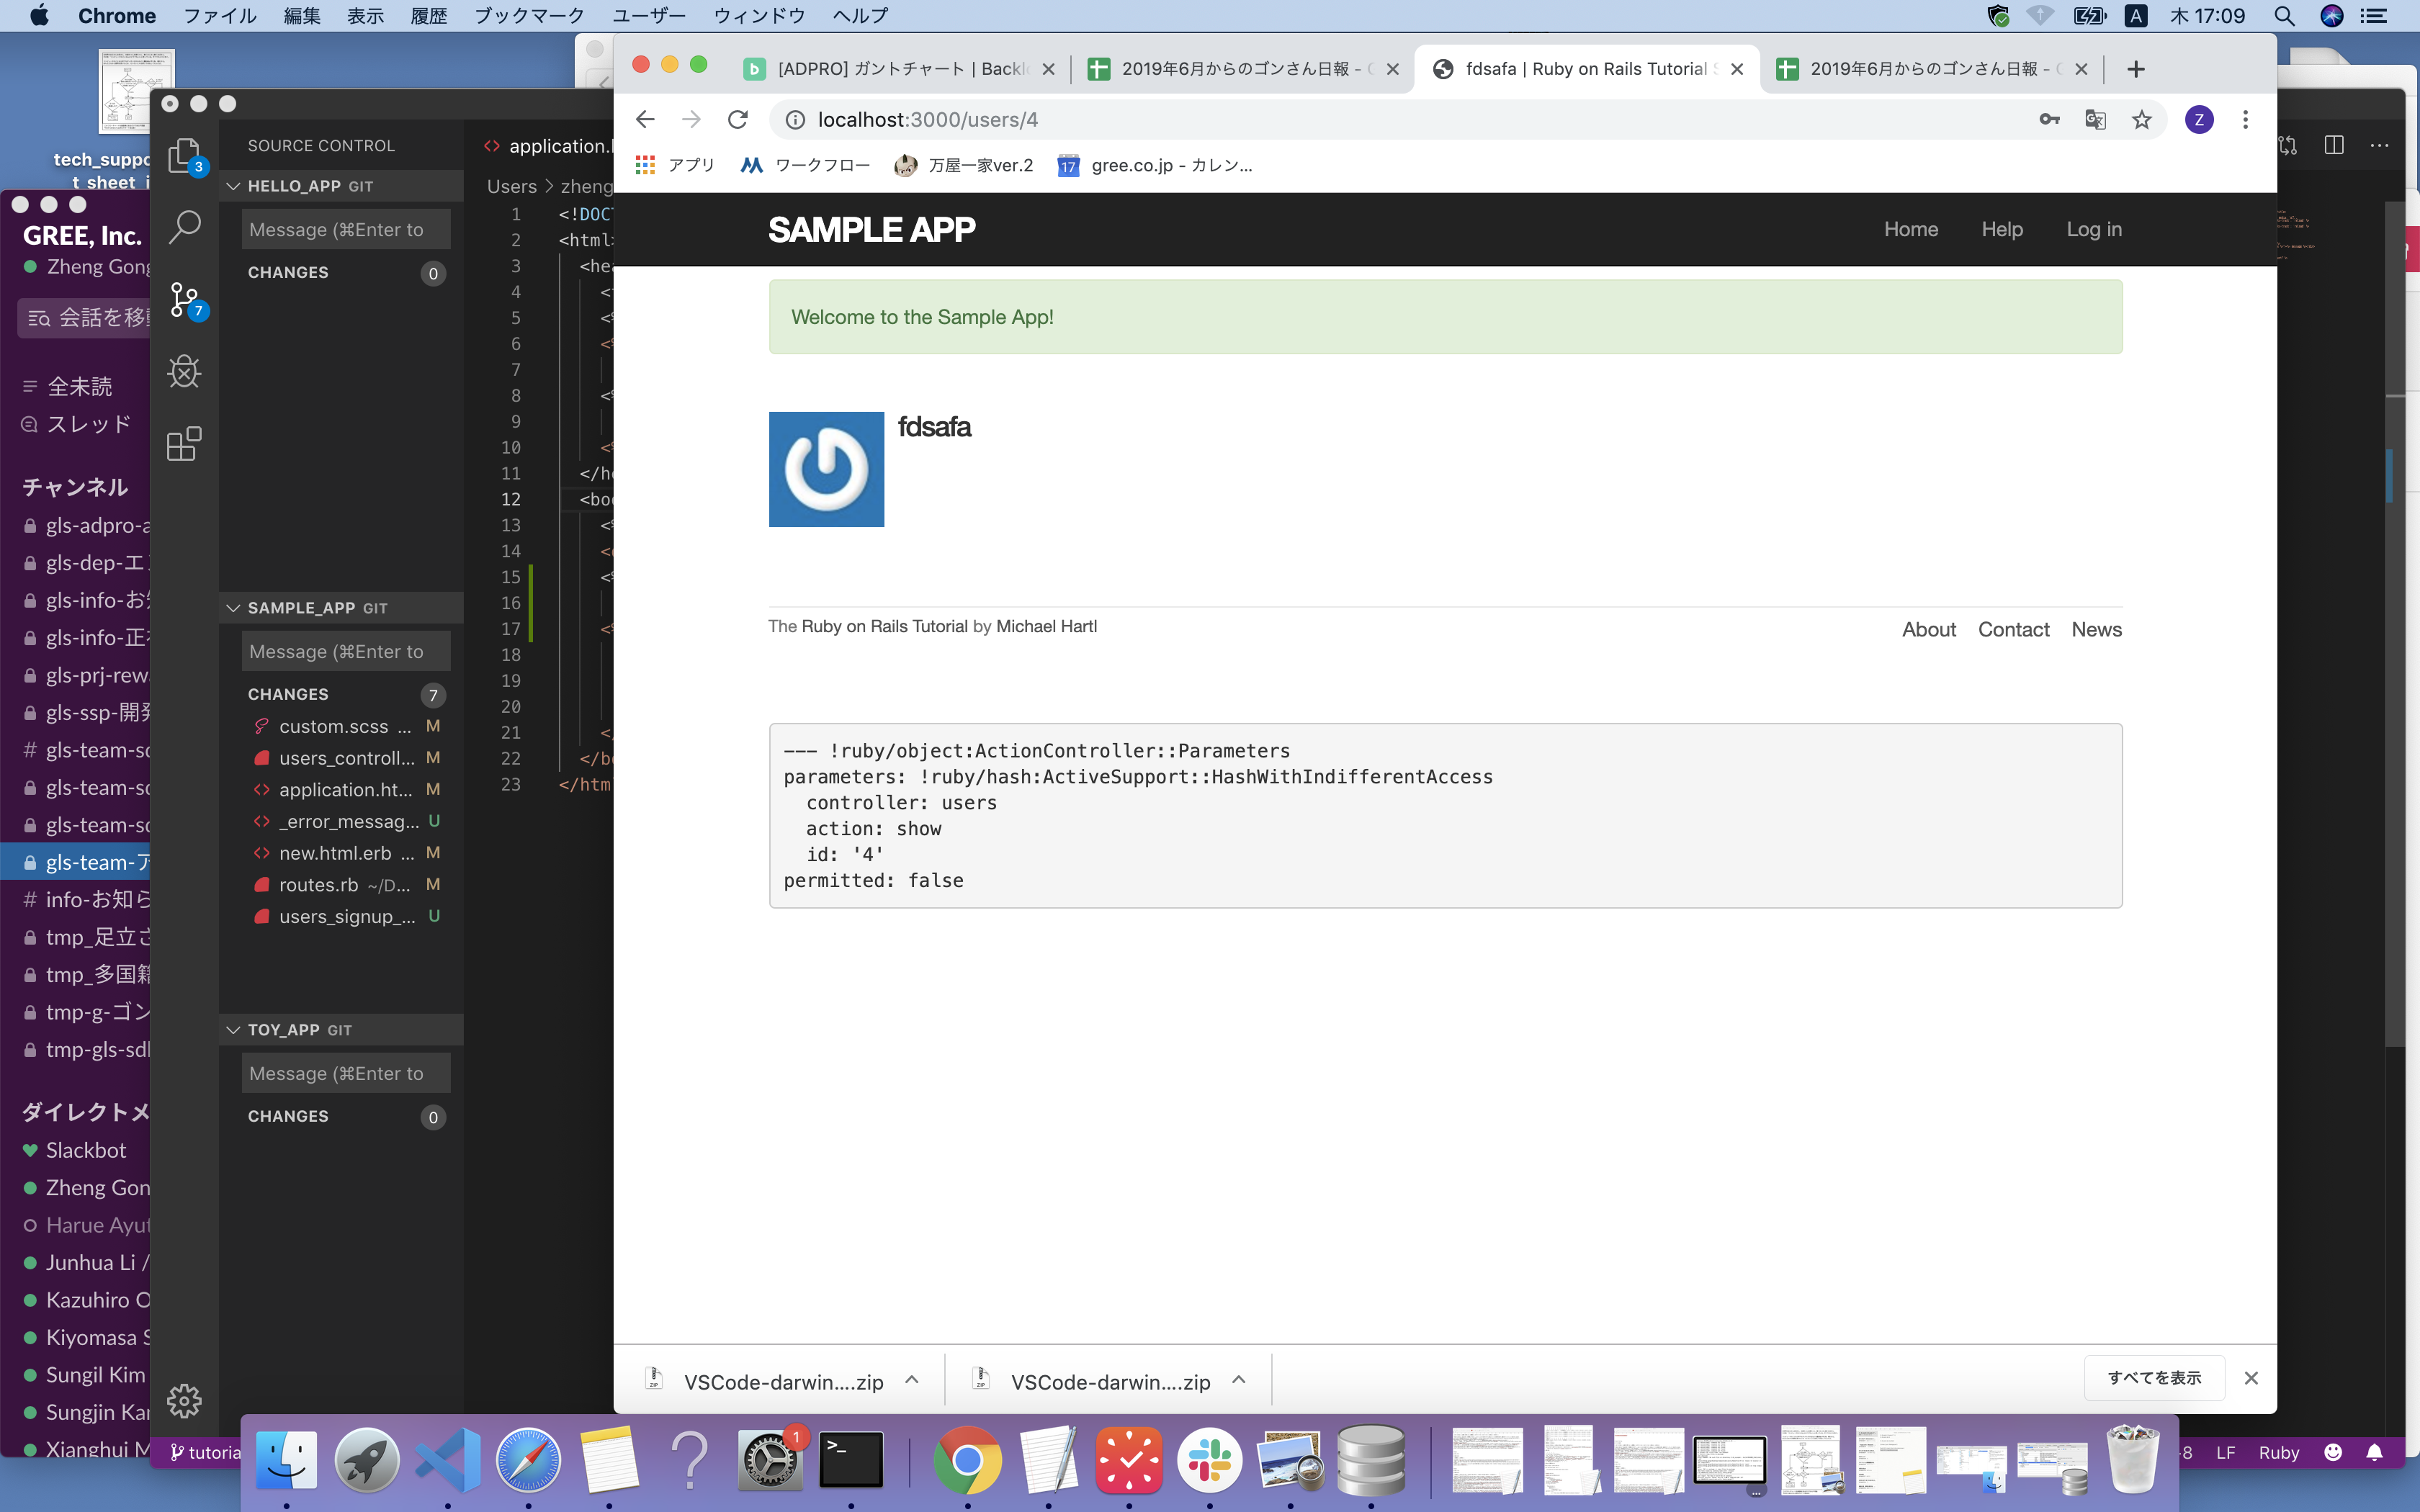 Chrome ファイル 編集 表示 履歴 ブックマーク ユーザー ウィンドウ ヘルプ
A 木 17:09
tech_suppo
t_sheet_i
GREE, Inc.
Zheng Gong
会話を移
全未読
スレッド
チャンネル
gls-adpro-a
gls-dep-エ
gls-info-お
gls-info-正
gls-prj-rew
gls-ssp-開発
# gls-team-sd
gls-team-sd
gls-team-sd
gls-team-ア
# info-お知ら
tmp_足立さ
tmp_多国籍
tmp-g-ゴン
tmp-gls-sdl
ダイレクトメ
Slackbot
Zheng Gon
Harue Ayu
Junhua Li /
Kazuhiro O
Kiyomasa S
Sungil Kim
Sungjin Kan
Xianghui M
3
7
SOURCE CONTROL
HELLO_APP GIT
Message (⌘Enter to
CHANGES 0
SAMPLE_APP GIT
Message (⌘Enter to
CHANGES 7
custom.scss ... M
users_controll... M
application.ht... M
_error_messag... U
new.html.erb ... M
routes.rb ~/D... M
users_signup_... U
TOY_APP GIT
Message (⌘Enter to
CHANGES 0
tutoria
application.
Users > zheng
1 <!DOC
2 <html
3 <hea
4 <
5 <%
6 <%
7
8 <%
9
10 <%
11 </he
12 <bod
13 <%
14 <
15 <%
16
17 <%
18
19
20
21 </
22 </bo
23 </htm
[ADPRO] ガントチャート | Backl
2019年6月からのゴンさん日報 -
fdsafa | Ruby on Rails Tutorial S
2019年6月からのゴンさん日報 -
localhost:3000/users/4
Z
アプリ
ワークフロー
万屋一家ver.2
17 gree.co.jp - カレン...
SAMPLE APP
Home Help Log in
Welcome to the Sample App!
fdsafa
The Ruby on Rails Tutorial by Michael Hartl
About Contact News
--- !ruby/object:ActionController::Parameters
parameters: !ruby/hash:ActiveSupport::HashWithIndifferentAccess
controller: users
action: show
id: '4'
permitted: false
VSCode-darwin....zip
VSCode-darwin....zip
すべてを表示
1
-8 LF Ruby